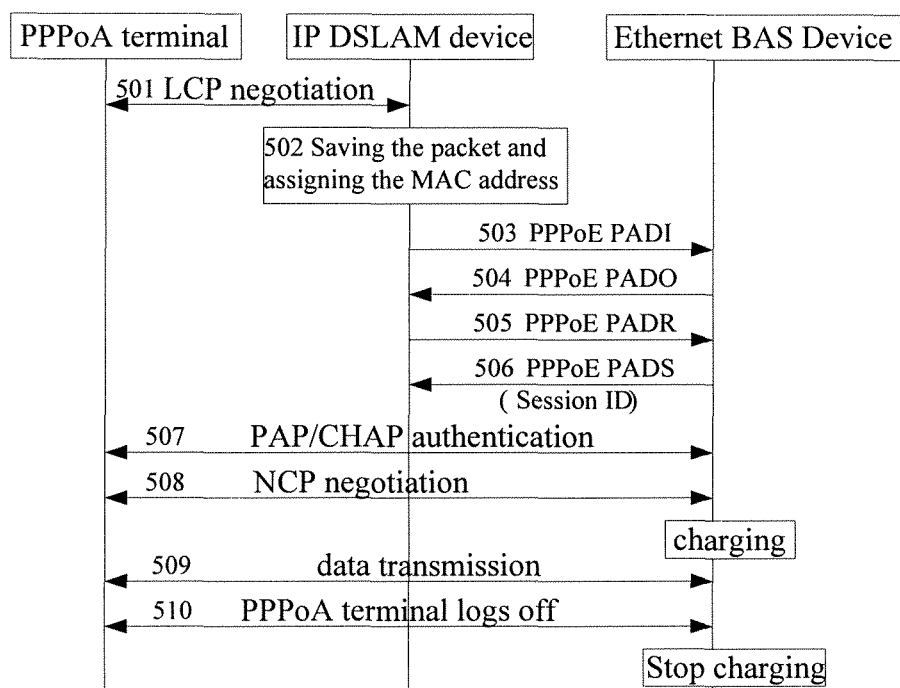 PPPoA terminal
IP DSLAM device
Ethernet BAS Device
501 LCP negotiation
502 Saving the packet and
assigning the MAC address
503 PPPoE PADI
504 PPPoE PADO
505 PPPoE PADR
506 PPPoE PADS
( Session ID)
507 PAP/CHAP authentication
508 NCP negotiation
charging
509 data transmission
510 PPPoA terminal logs off
Stop charging